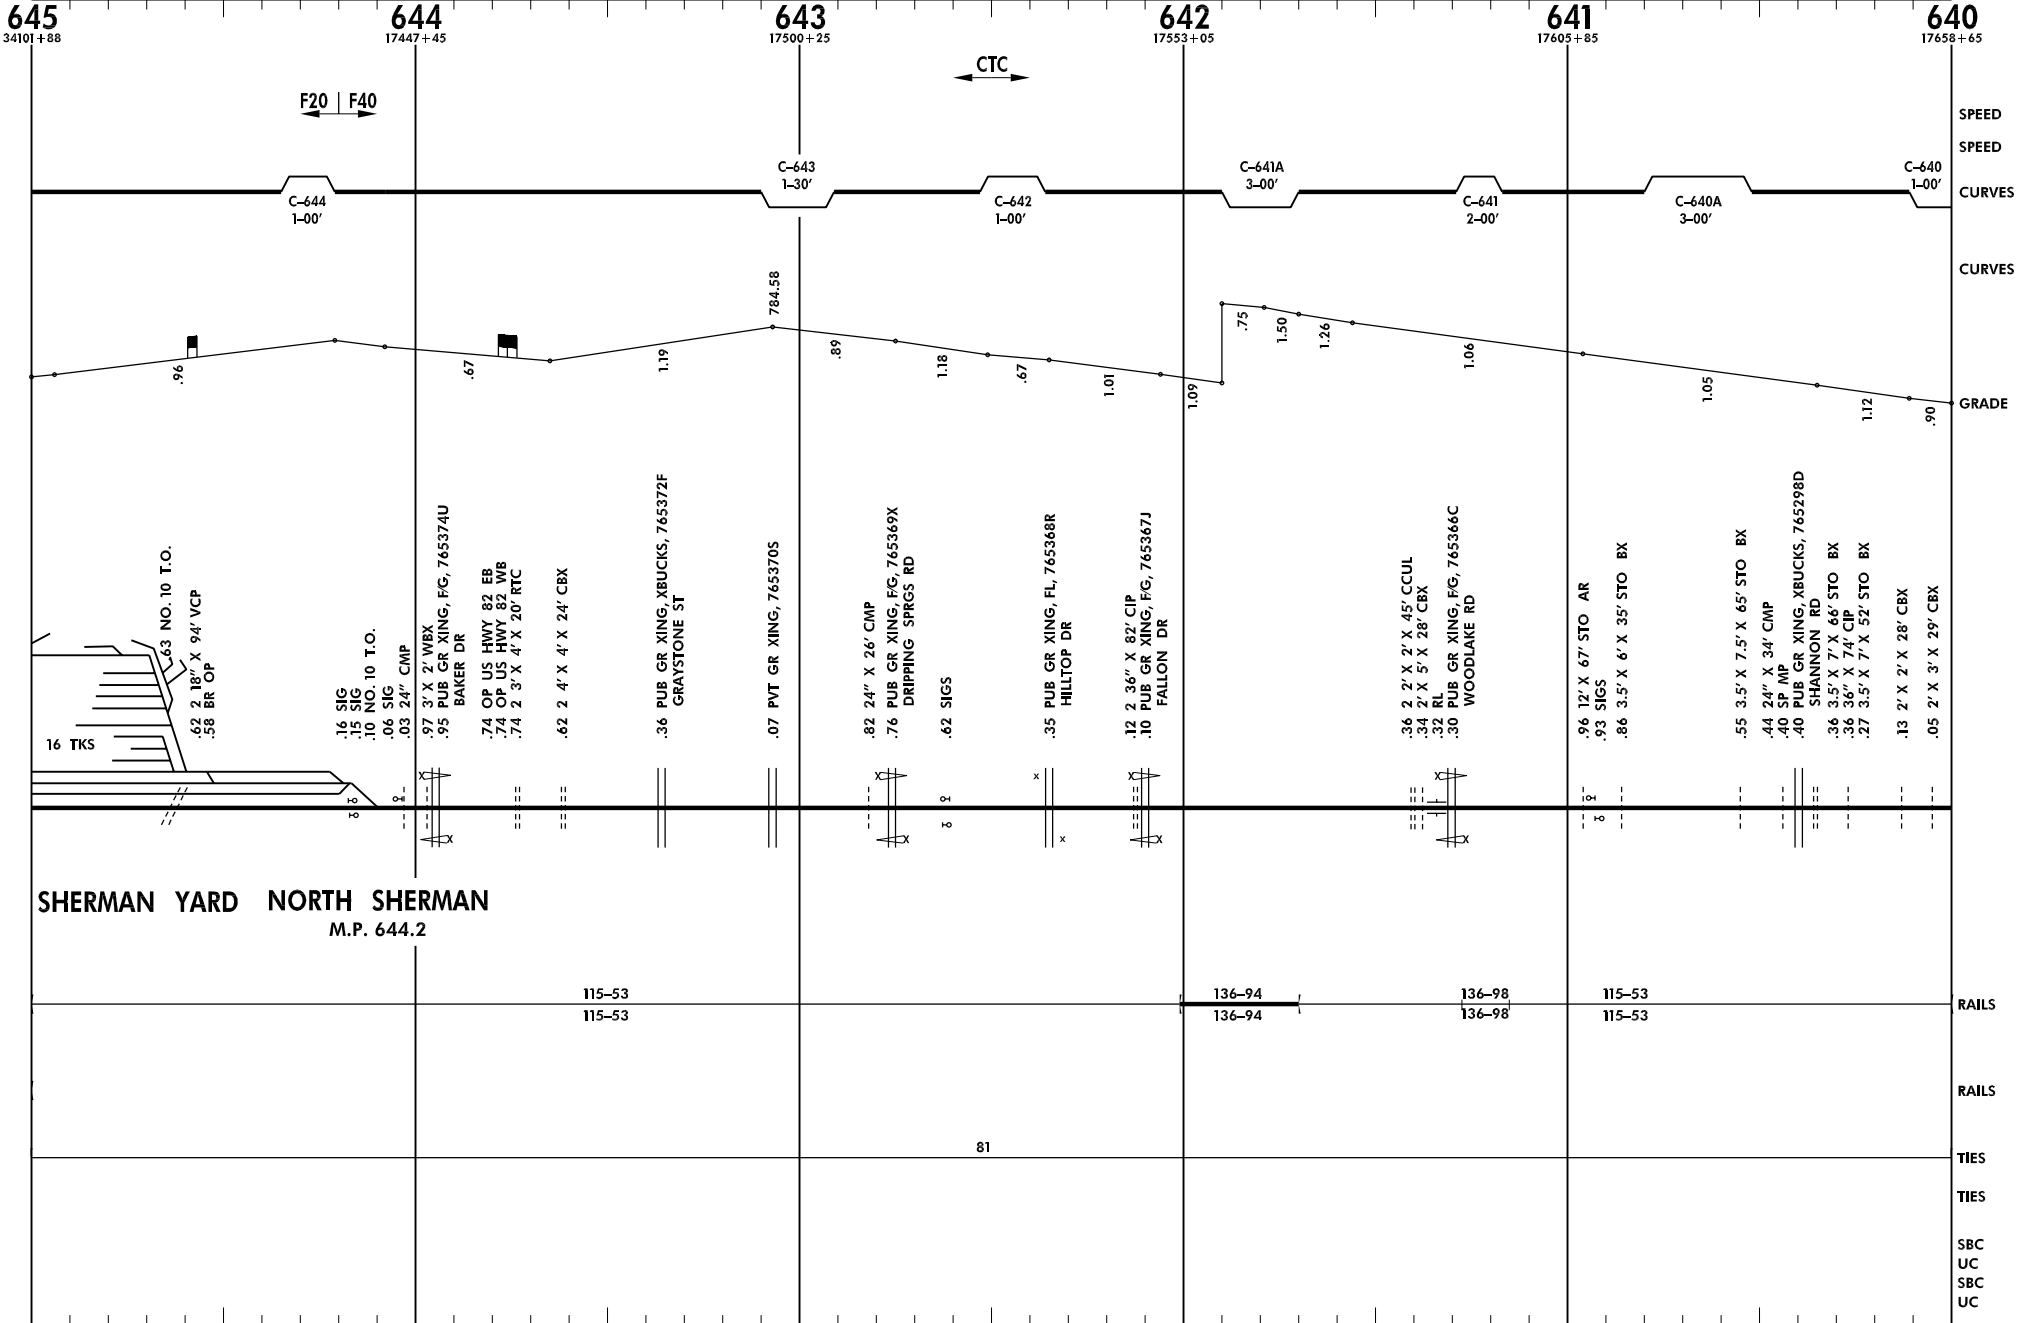 645 644 643 642 641 640
34101+88 17447+45 17500+25 17553+05 17605+85 17658+65
CTC
F20 F40
SPEED
SPEED
C–643
1–30′
C–641A
3–00′
C–640
1–00′
CURVES
C–644
1–00′
C–642
1–00′
C–641
2–00′
C–640A
3–00′
CURVES
784.58
.96
.67
1.19
.89
1.18
.67
1.01
1.09
.75
1.50
1.26
1.06
1.05
1.12
.90
GRADE
.63 NO. 10 T.O.
.62 2 18″ X 94′ VCP
.58 BR OP
.16 SIG
.15 SIG
.10 NO. 10 T.O.
.06 SIG
.03 24″ CMP
.97 3′ X 2′ WBX
.95 PUB GR XING, F/G, 765374U
BAKER DR
.74 OP US HWY 82 EB
.74 OP US HWY 82 WB
.74 2 3′ X 4′ X 20′ RTC
.62 2 4′ X 4′ X 24′ CBX
.36 PUB GR XING, XBUCKS, 765372F
GRAYSTONE ST
.07 PVT GR XING, 765370S
.82 24″ X 26′ CMP
.76 PUB GR XING, F/G, 765369X
DRIPPING SPRGS RD
.62 SIGS
.35 PUB GR XING, FL, 765368R
HILLTOP DR
.12 2 36″ X 82′ CIP
.10 PUB GR XING, F/G, 765367J
FALLON DR
.36 2 2′ X 2′ X 45′ CCUL
.34 2′ X 5′ X 28′ CBX
.32 RL
.30 PUB GR XING, F/G, 765366C
WOODLAKE RD
.96 12′ X 67′ STO AR
.93 SIGS
.86 3.5′ X 6′ X 35′ STO BX
.55 3.5′ X 7.5′ X 65′ STO BX
.44 24″ X 34′ CMP
.40 SP MP
.40 PUB GR XING, XBUCKS, 765298D
SHANNON RD
.36 3.5′ X 7′ X 66′ STO BX
.36 36″ X 74′ CIP
.27 3.5′ X 7′ X 52′ STO BX
.13 2′ X 2′ X 28′ CBX
.05 2′ X 3′ X 29′ CBX
16 TKS
SHERMAN YARD NORTH SHERMAN
M.P. 644.2
115–53 136–94 136–98 115–53
RAILS
115–53 136–94 136–98 115–53
RAILS
81
TIES
TIES
SBC
UC
SBC
UC